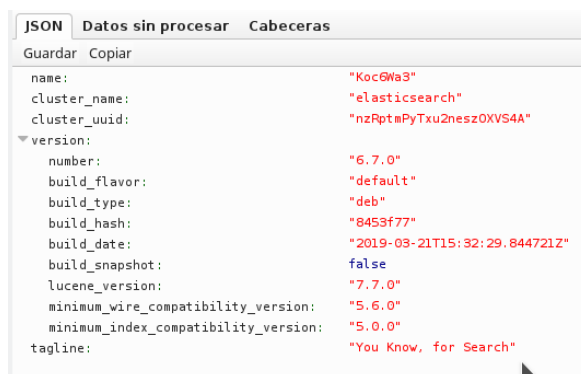 JSON Datos sin procesar Cabeceras
Guardar Copiar
name: "Koc6Wa3"
cluster_name: "elasticsearch"
cluster_uuid: "nzRptmPyTxu2nesz0XVS4A"
version:
number: "6.7.0"
build_flavor: "default"
build_type: "deb"
build_hash: "8453f77"
build_date: "2019-03-21T15:32:29.844721Z"
build_snapshot: false
lucene_version: "7.7.0"
minimum_wire_compatibility_version: "5.6.0"
minimum_index_compatibility_version: "5.0.0"
tagline: "You Know, for Search"